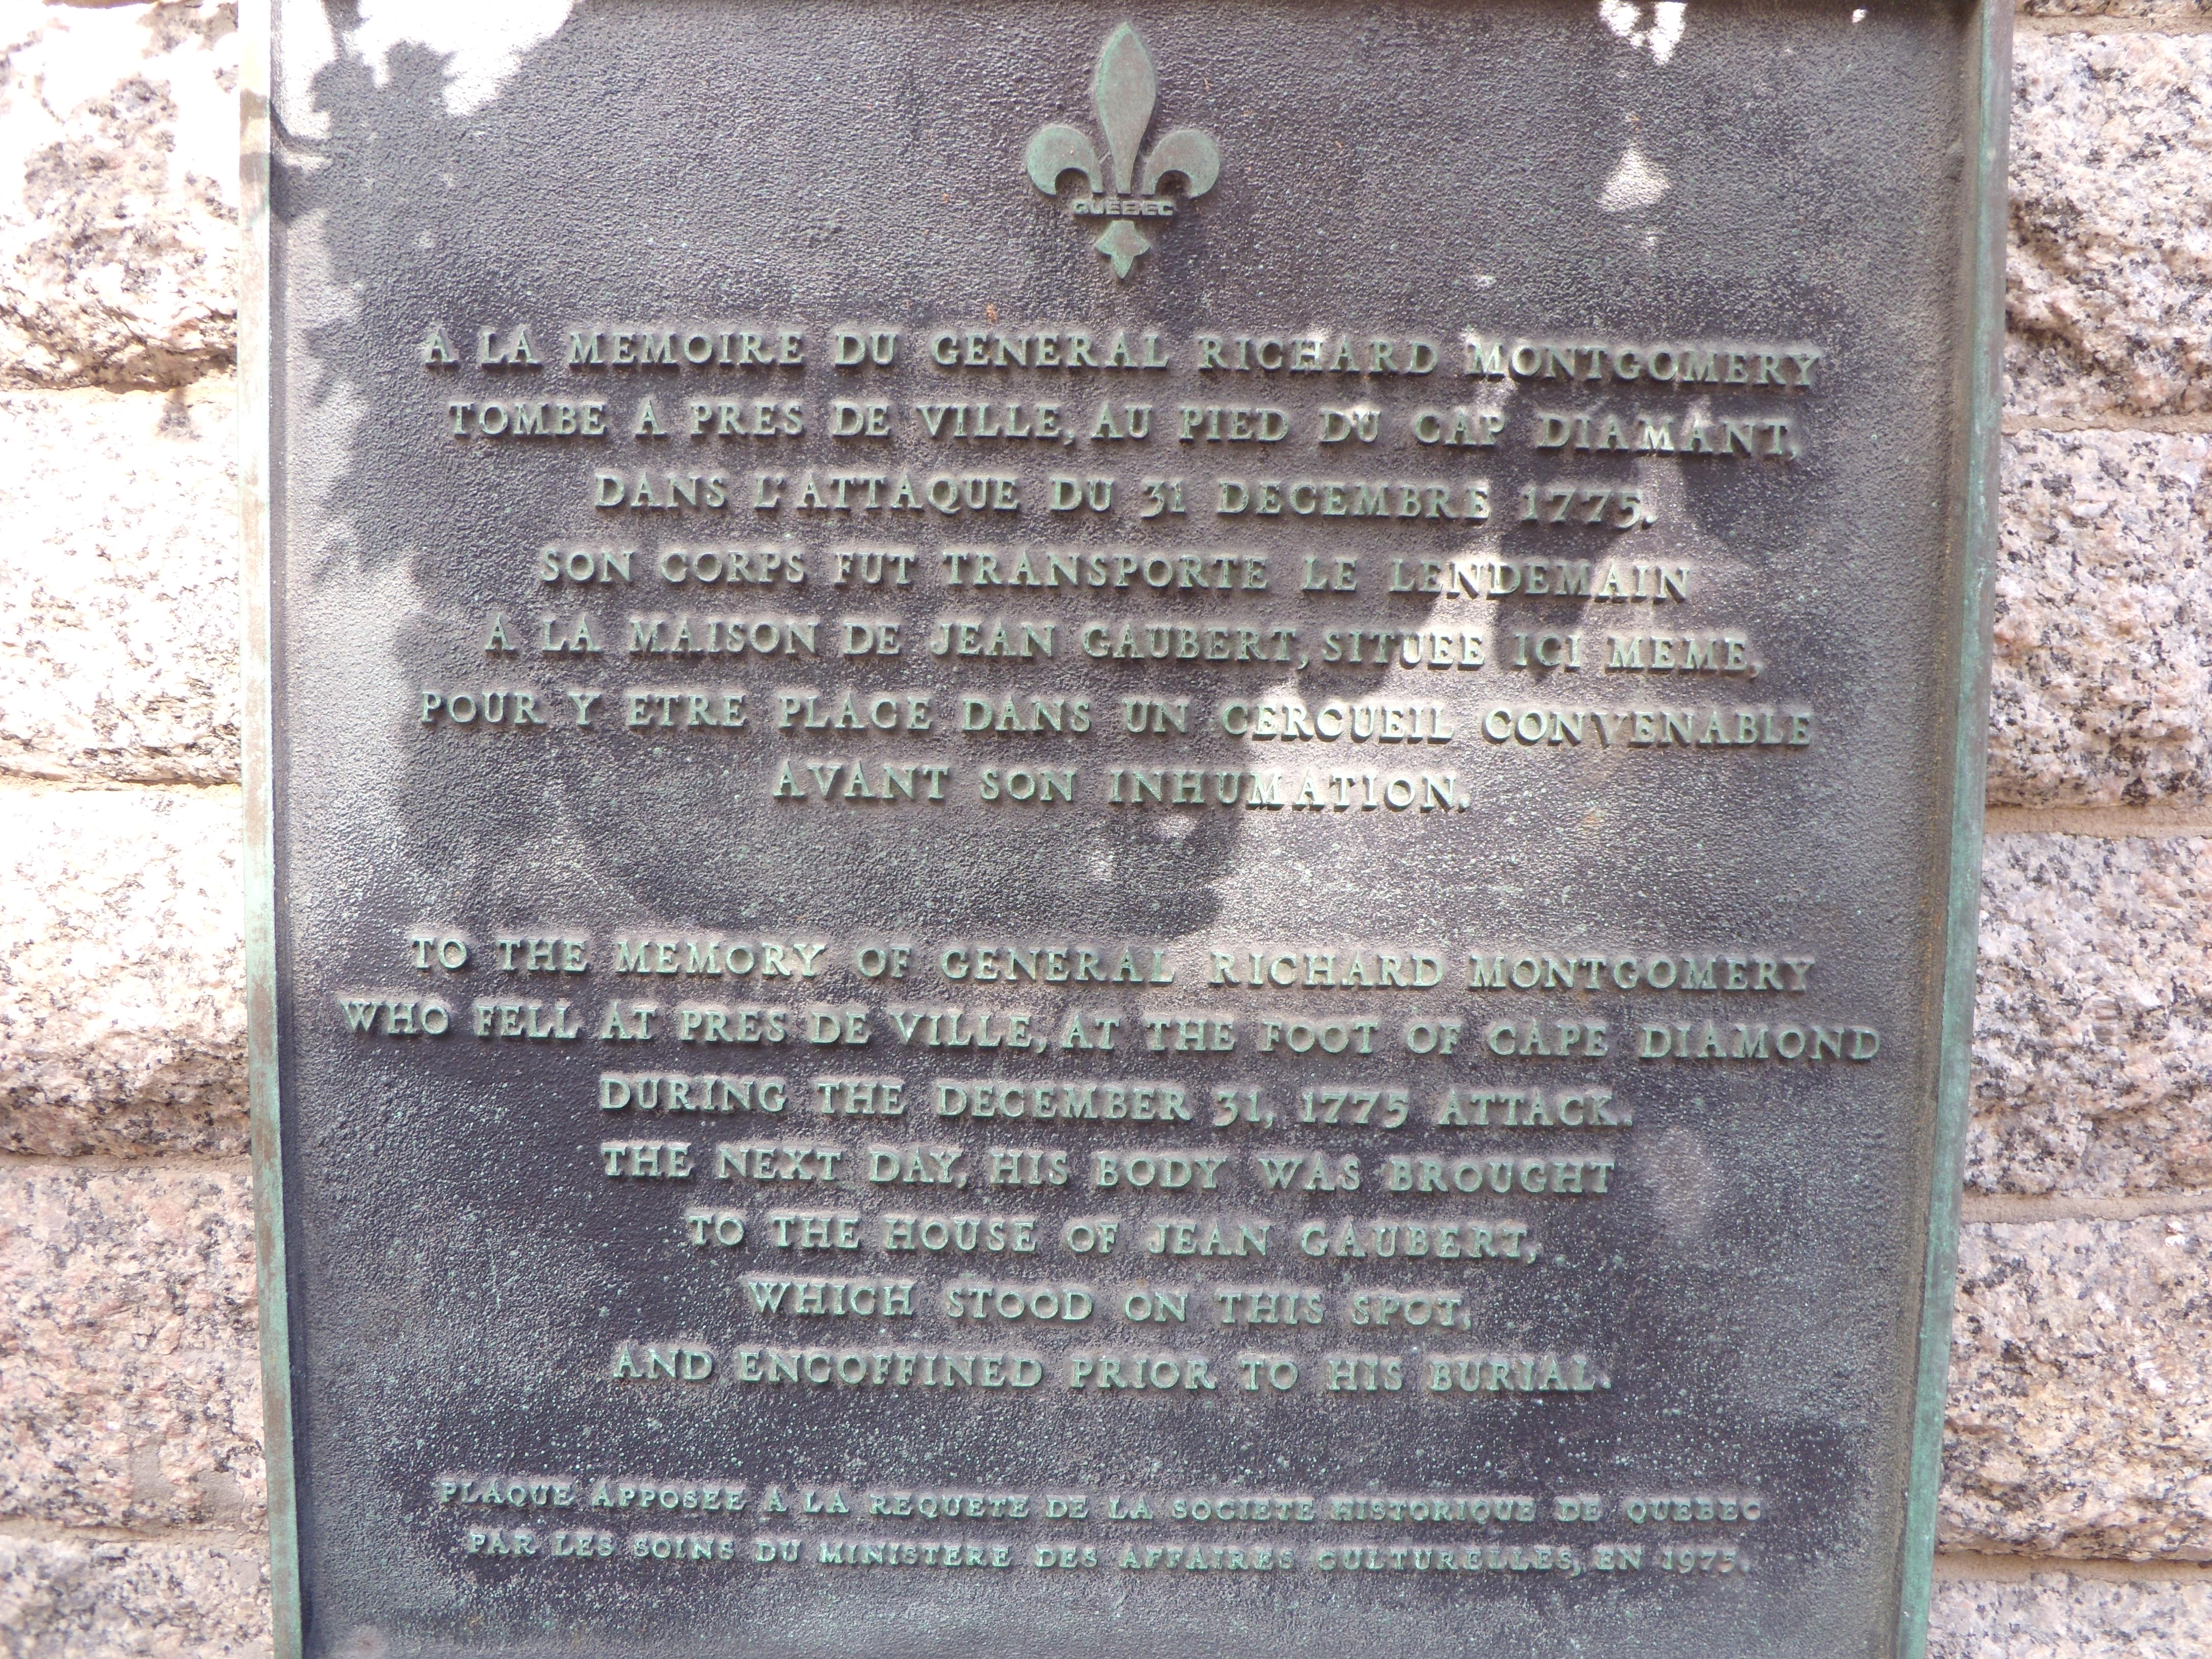 QUEBEC
A LA MEMOIRE DU GENERAL RICHARD MONTGOMERY
TOMBE A PRES DE VILLE, AU PIED DU CAP DIAMANT,
DANS L'ATTAQUE DU 31 DECEMBRE 1775.
SON CORPS FUT TRANSPORTE LE LENDEMAIN
A LA MAISON DE JEAN GAUBERT, SITUEE ICI MEME,
POUR Y ETRE PLACE DANS UN CERCUEIL CONVENABLE
AVANT SON INHUMATION.
TO THE MEMORY OF GENERAL RICHARD MONTGOMERY
WHO FELL AT PRES DE VILLE, AT THE FOOT OF CAPE DIAMOND
DURING THE DECEMBER 31, 1775 ATTACK.
THE NEXT DAY, HIS BODY WAS BROUGHT
TO THE HOUSE OF JEAN GAUBERT,
WHICH STOOD ON THIS SPOT,
AND ENCOFFINED PRIOR TO HIS BURIAL.
PLAQUE APPOSEE A LA REQUETE DE LA SOCIETE HISTORIQUE DE QUEBEC
PAR LES SOINS DU MINISTERE DES AFFAIRES CULTURELLES, EN 1975.